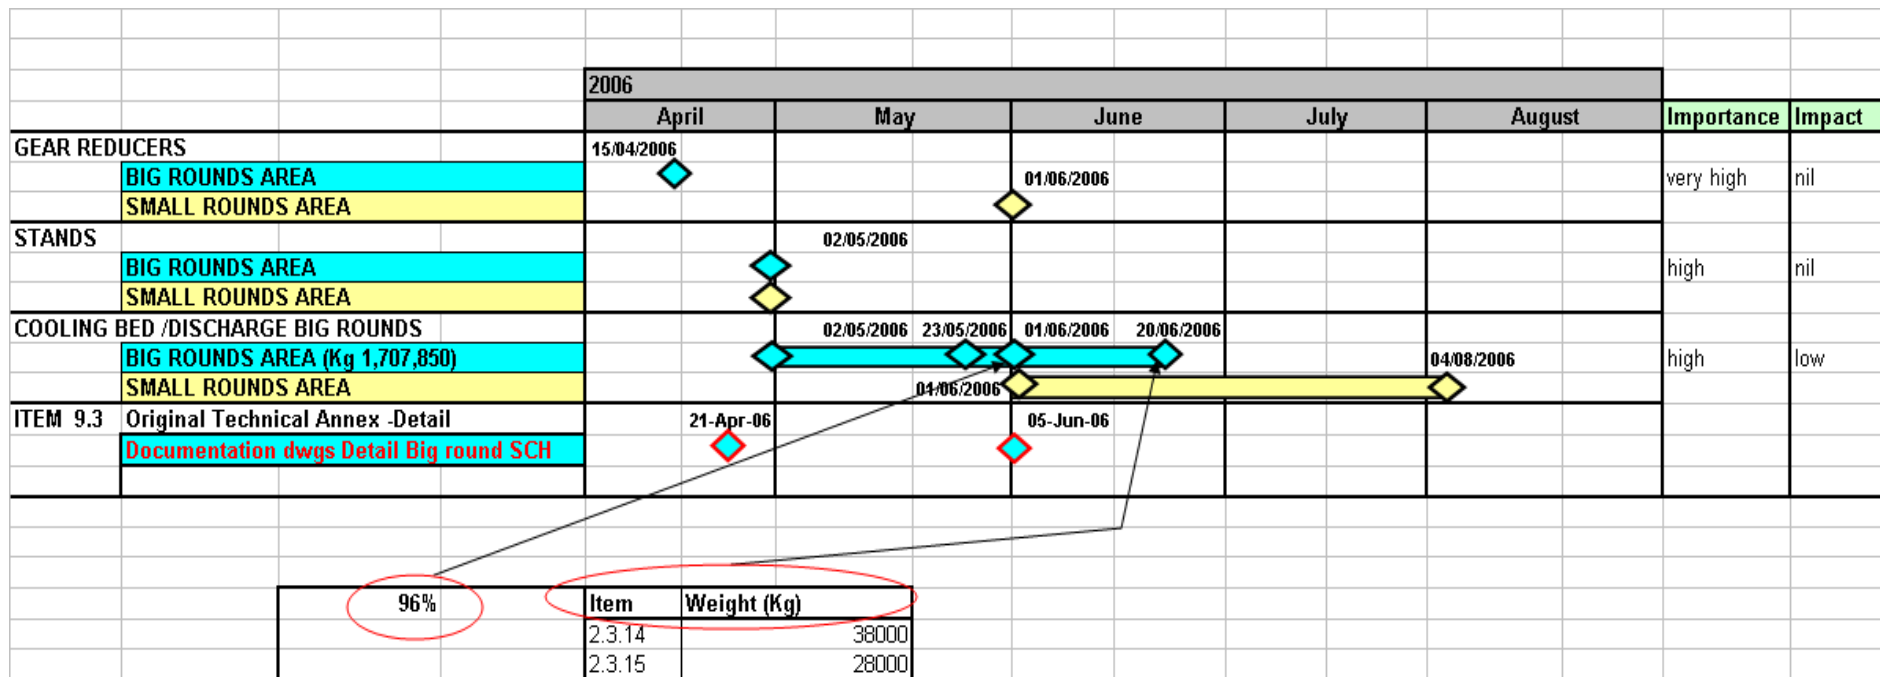 2006
April May June July August Importance Impact
GEAR REDUCERS 15/04/2006
BIG ROUNDS AREA 01/06/2006 very high nil
SMALL ROUNDS AREA
STANDS 02/05/2006
BIG ROUNDS AREA high nil
SMALL ROUNDS AREA
COOLING BED /DISCHARGE BIG ROUNDS 02/05/2006 23/05/2006 01/06/2006 20/06/2006
BIG ROUNDS AREA (Kg 1,707,850) 04/08/2006 high low
SMALL ROUNDS AREA 01/06/2006
ITEM 9.3 Original Technical Annex -Detail 21-Apr-06 05-Jun-06
Documentation dwgs Detail Big round SCH
96% Item Weight (Kg)
2.3.14 38000
2.3.15 28000